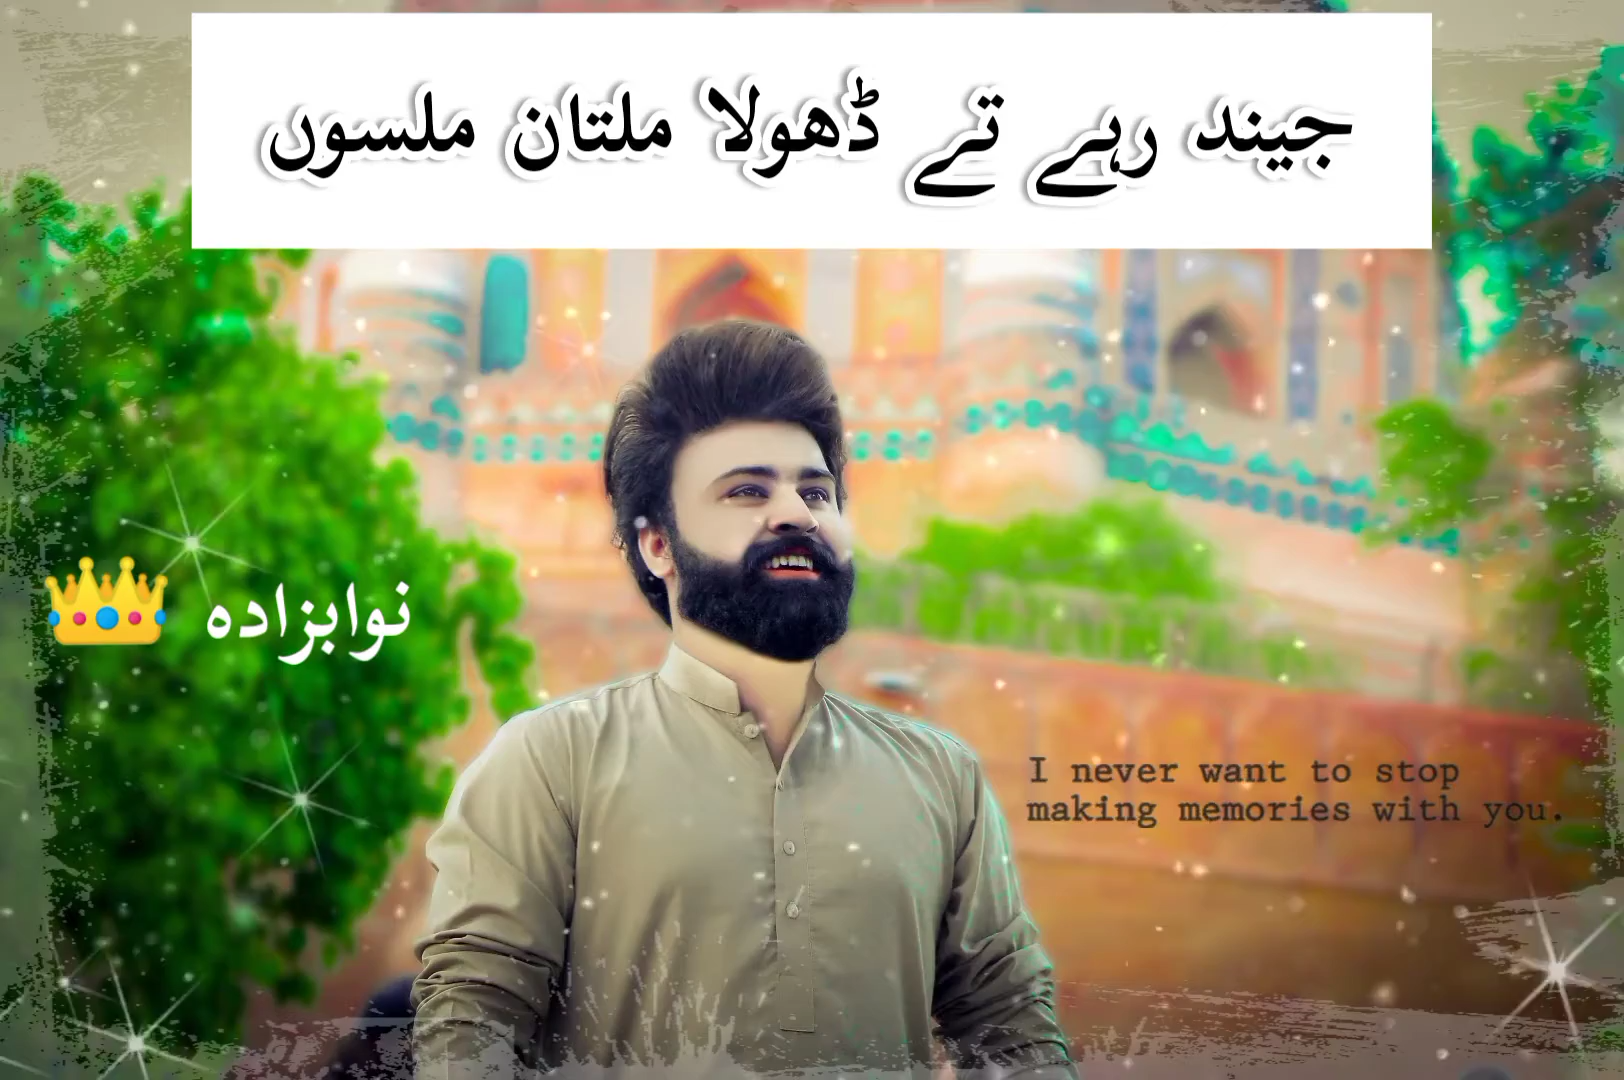 جیند رہے تے ڈھولا ملتان ملسوں
نوابزادہ 👑
I never want to stop
making memories with you.